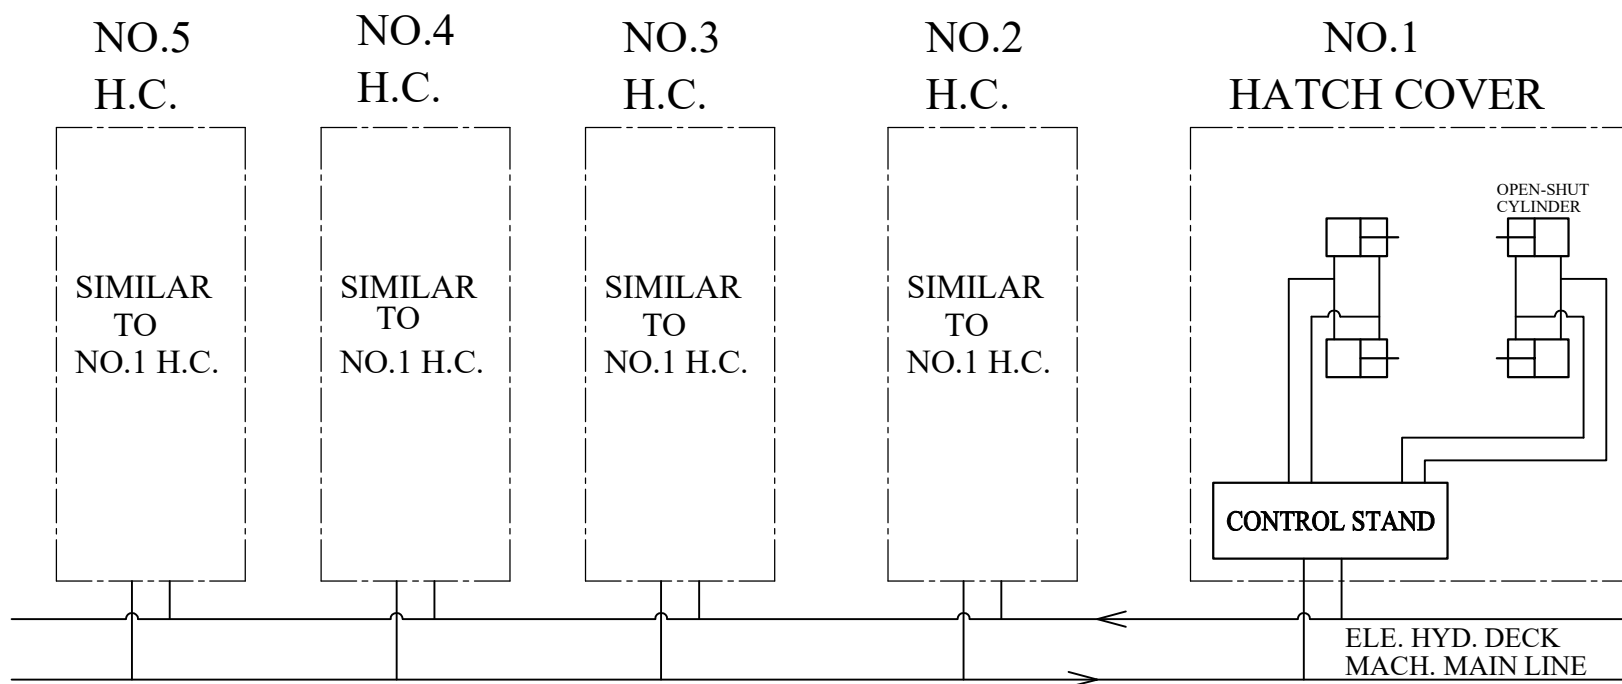 NO.5
H.C.
NO.4
H.C.
NO.3
H.C.
NO.2
H.C.
NO.1
HATCH COVER
SIMILAR
TO
NO.1 H.C.
SIMILAR
TO
NO.1 H.C.
SIMILAR
TO
NO.1 H.C.
SIMILAR
TO
NO.1 H.C.
OPEN-SHUT
CYLINDER
CONTROL STAND
ELE. HYD. DECK
MACH. MAIN LINE